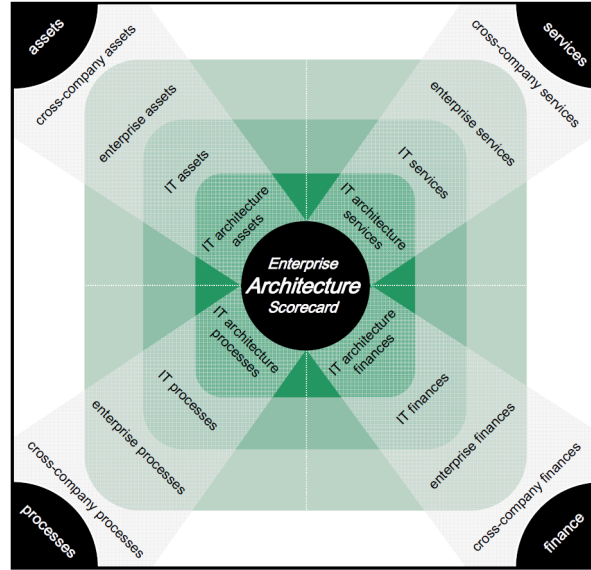 assets
services
cross-company assets
cross-company services
enterprise assets
enterprise services
IT assets
IT services
IT architecture
assets
IT architecture
services
Enterprise
Architecture
Scorecard
IT architecture
processes
IT architecture
finances
IT processes
IT finances
enterprise processes
enterprise finances
cross-company processes
cross-company finances
processes
finance